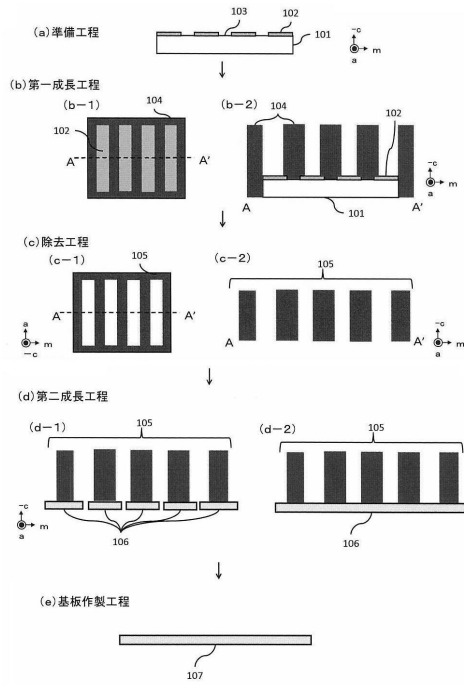 (a)準備工程
103
102
101
-c
m
a
(b)第一成長工程
(b-1)
104
102
A
A'
(b-2)
104
102
-c
m
a
A
A'
101
(c)除去工程
(c-1)
105
A
A'
a
m
-c
(c-2)
105
A
A'
-c
m
a
(d)第二成長工程
(d-1)
105
-c
m
a
106
(d-2)
105
106
(e)基板作製工程
107